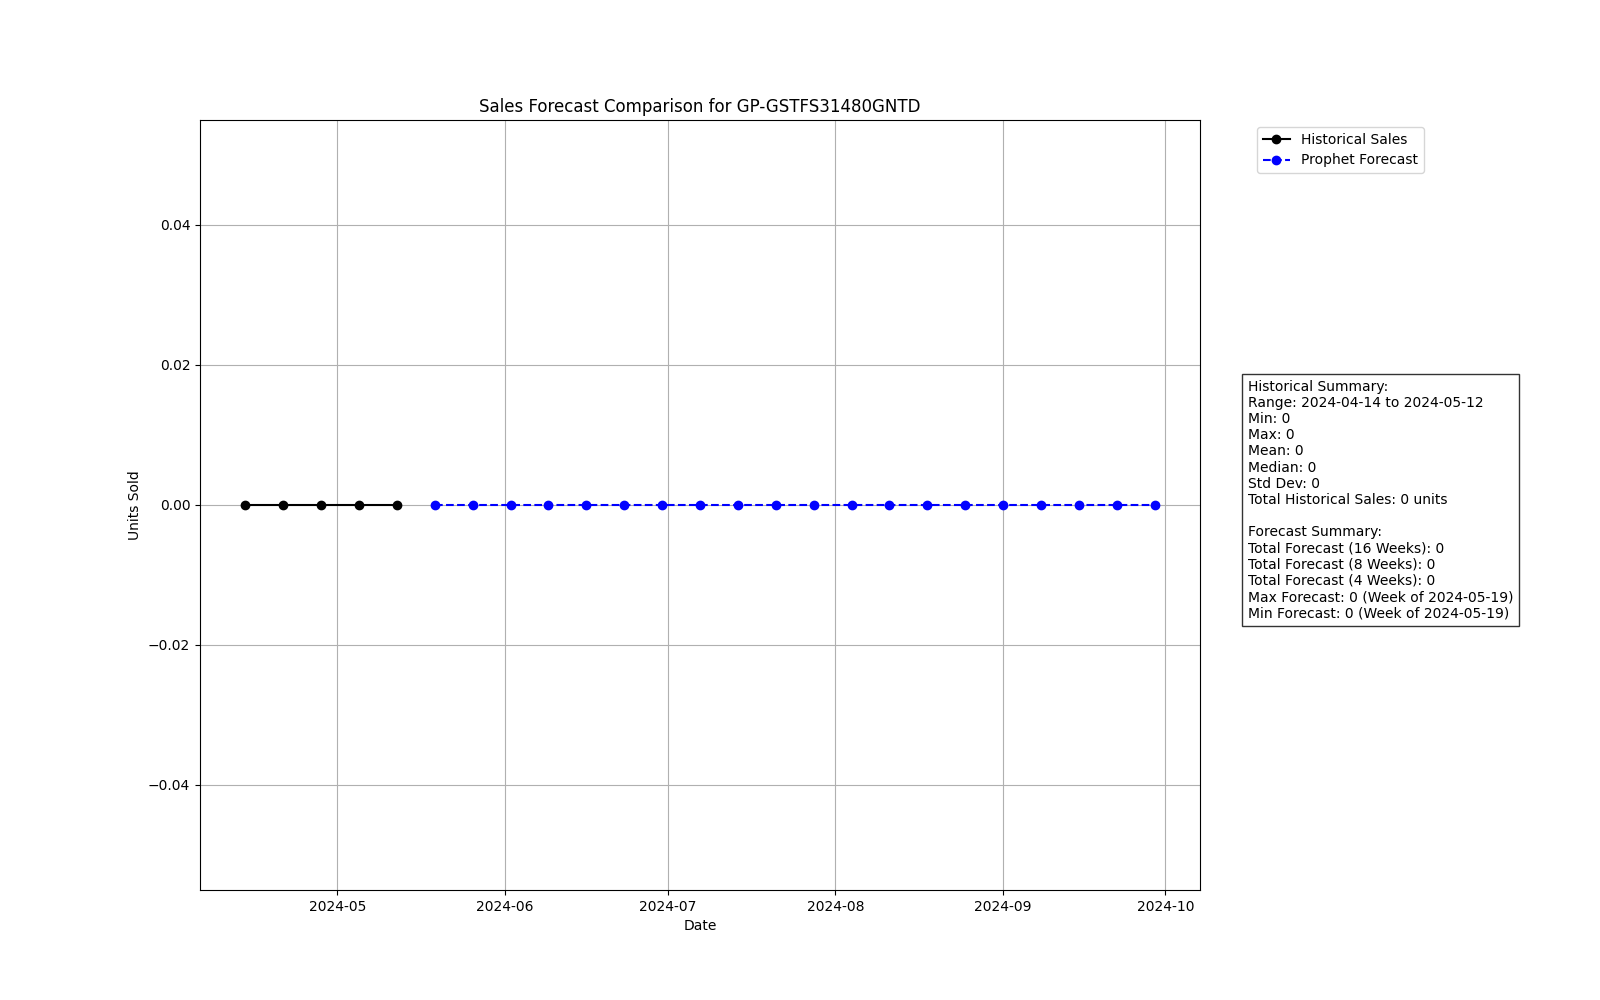 Sales Forecast Comparison for GP-GSTFS31480GNTD
Historical Sales
Prophet Forecast
0.04
0.02
0.00
−0.02
−0.04
Units Sold
2024-05
2024-06
2024-07
2024-08
2024-09
2024-10
Date
Historical Summary:
Range: 2024-04-14 to 2024-05-12
Min: 0
Max: 0
Mean: 0
Median: 0
Std Dev: 0
Total Historical Sales: 0 units
Forecast Summary:
Total Forecast (16 Weeks): 0
Total Forecast (8 Weeks): 0
Total Forecast (4 Weeks): 0
Max Forecast: 0 (Week of 2024-05-19)
Min Forecast: 0 (Week of 2024-05-19)